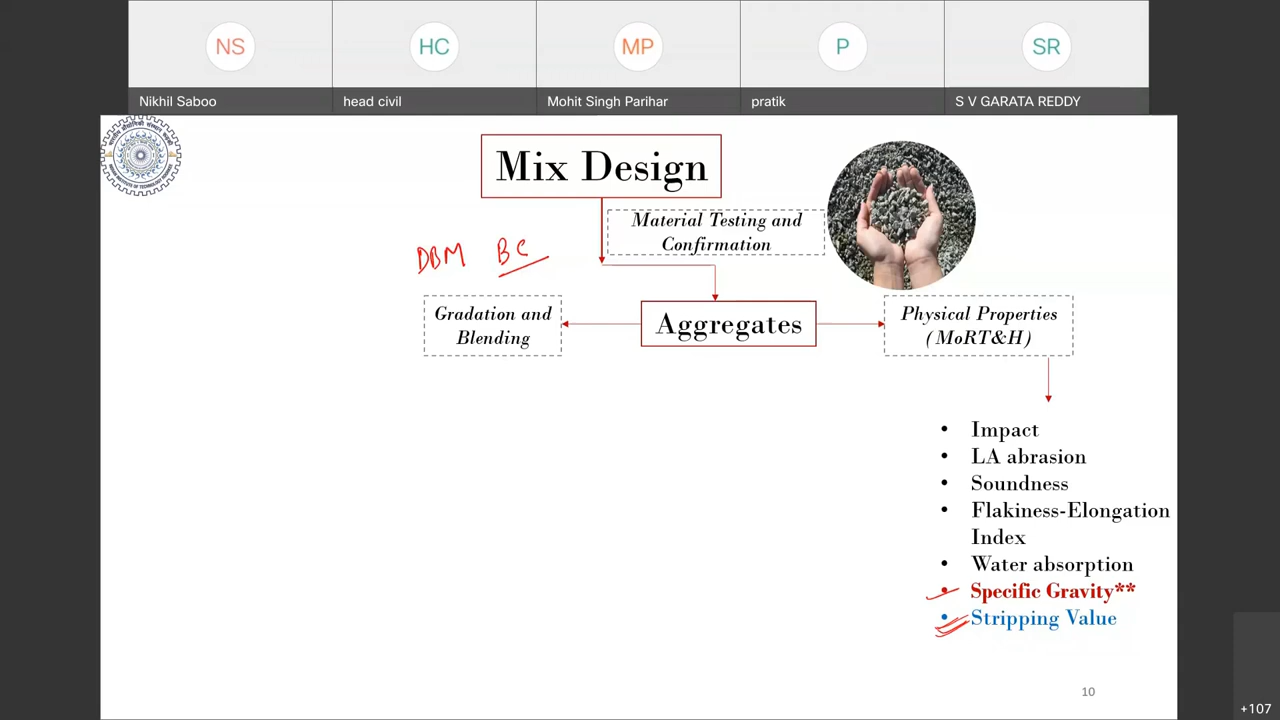 NS
HC
MP
P
SR
Nikhil Saboo
head civil
Mohit Singh Parihar
pratik
S V GARATA REDDY
Mix Design
Material Testing and
Confirmation
DBM BC
Gradation and
Blending
Aggregates
Physical Properties
(MoRT&H)
• Impact
• LA abrasion
• Soundness
• Flakiness-Elongation
Index
• Water absorption
• Specific Gravity**
• Stripping Value
10
+107